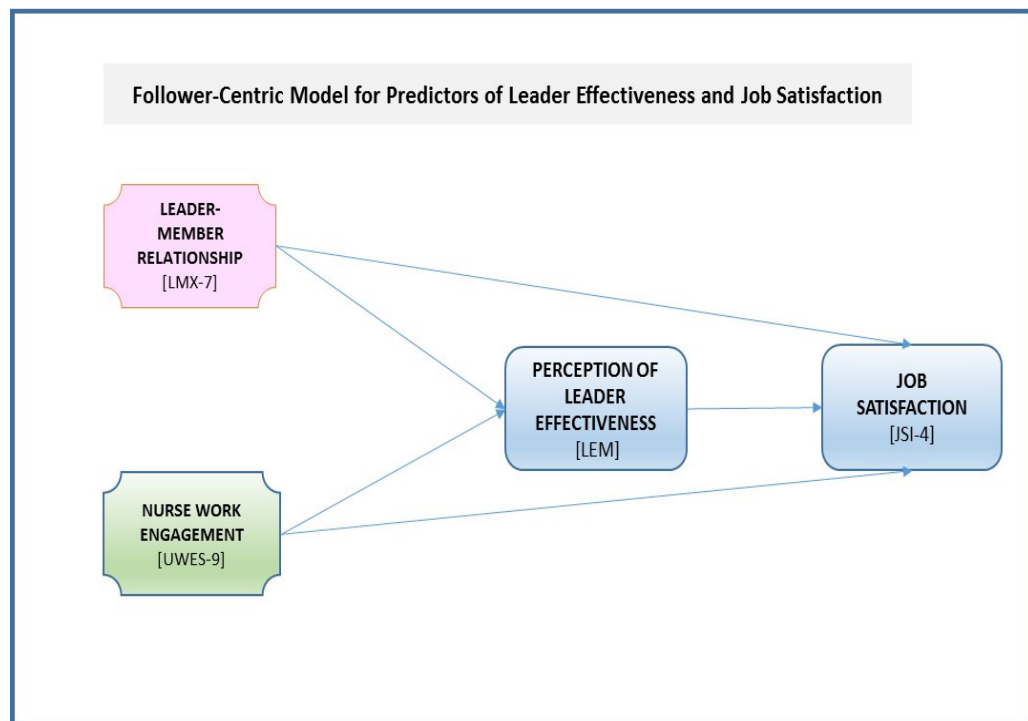 Follower-Centric Model for Predictors of Leader Effectiveness and Job Satisfaction
LEADER-
MEMBER
RELATIONSHIP
[LMX-7]
PERCEPTION OF
LEADER
EFFECTIVENESS
[LEM]
JOB
SATISFACTION
[JSI-4]
NURSE WORK
ENGAGEMENT
[UWES-9]